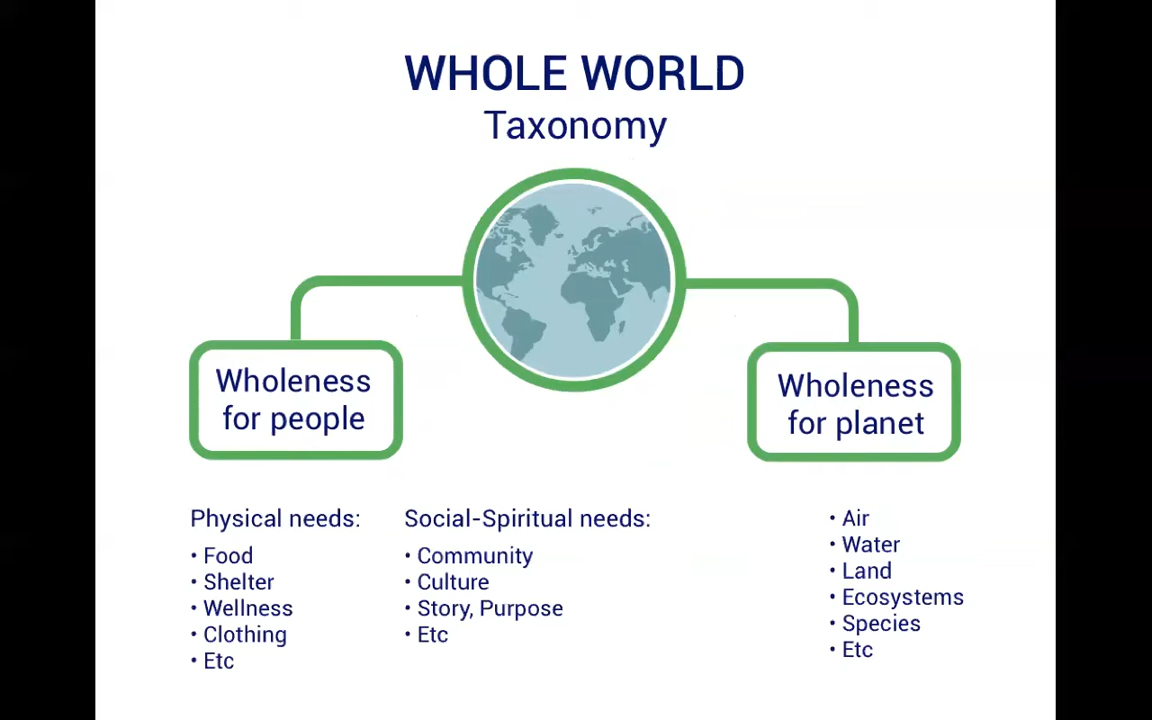 WHOLE WORLD
Taxonomy
Wholeness
for people
Wholeness
for planet
Physical needs:
• Food
• Shelter
• Wellness
• Clothing
• Etc
Social-Spiritual needs:
• Community
• Culture
• Story, Purpose
• Etc
• Air
• Water
• Land
• Ecosystems
• Species
• Etc